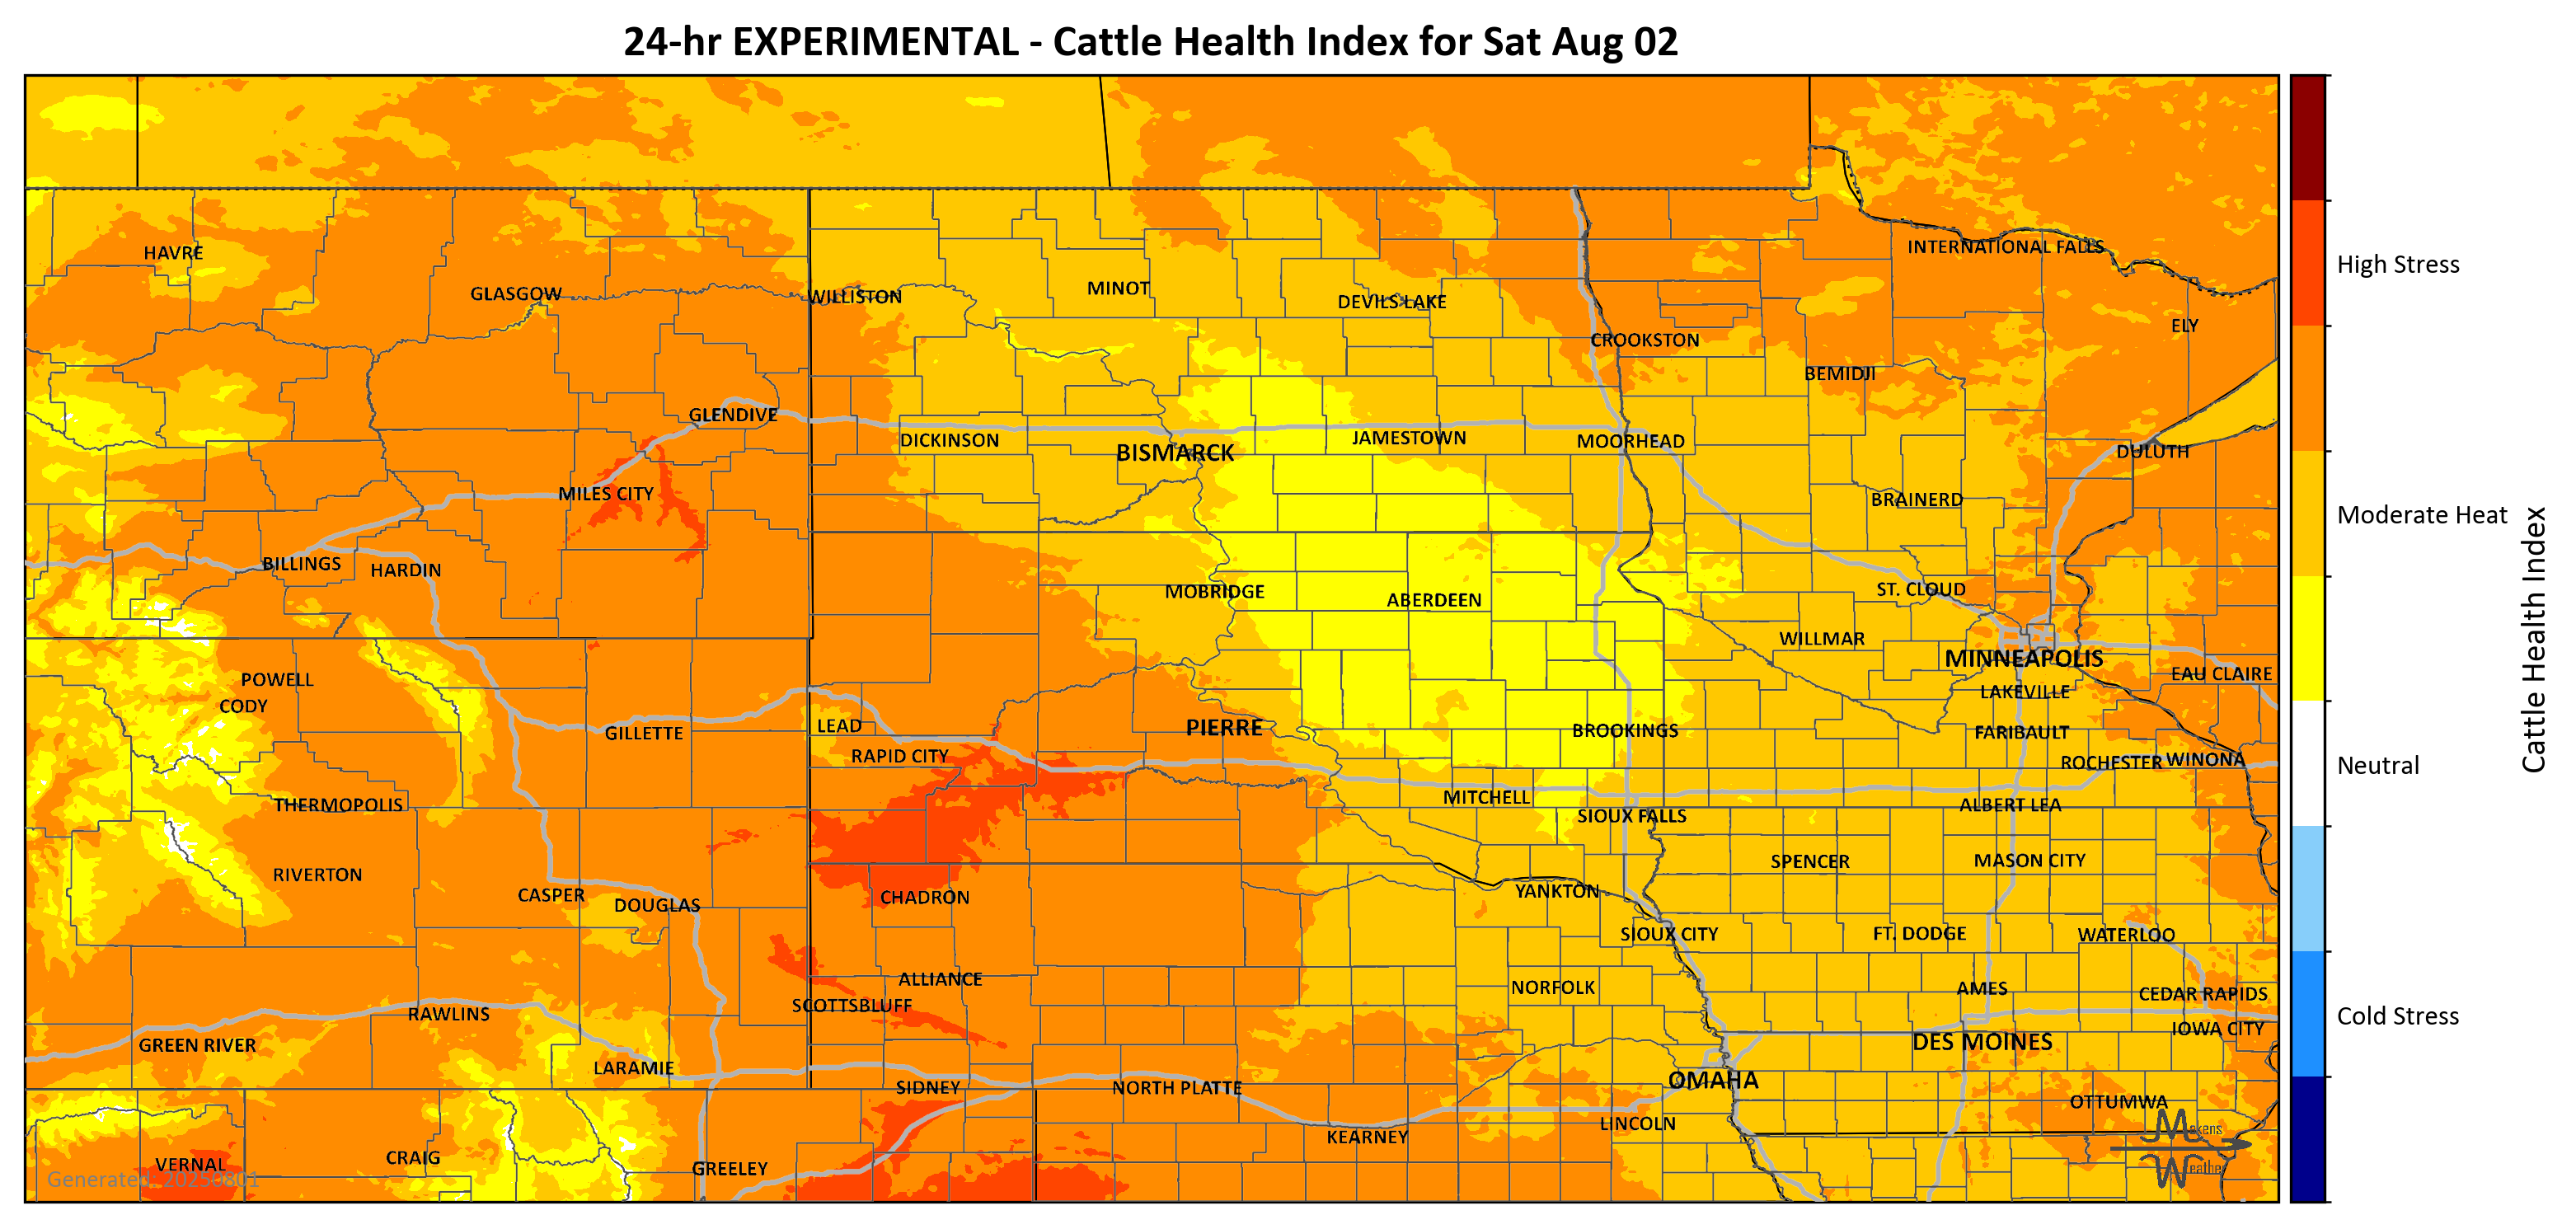 24-hr EXPERIMENTAL - Cattle Health Index for Sat Aug 02
HAVRE
INTERNATIONAL FALLS
GLASGOW
WILLISTON
MINOT
DEVILS LAKE
ELY
CROOKSTON
BEMIDJI
GLENDIVE
DICKINSON
BISMARCK
JAMESTOWN
MOORHEAD
DULUTH
MILES CITY
BRAINERD
BILLINGS
HARDIN
MOBRIDGE
ABERDEEN
ST. CLOUD
WILLMAR
MINNEAPOLIS
EAU CLAIRE
POWELL
CODY
LAKEVILLE
GILLETTE
LEAD
PIERRE
BROOKINGS
FARIBAULT
RAPID CITY
ROCHESTER
WINONA
THERMOPOLIS
MITCHELL
ALBERT LEA
SIOUX FALLS
RIVERTON
SPENCER
MASON CITY
CASPER
DOUGLAS
CHADRON
YANKTON
SIOUX CITY
FT. DODGE
WATERLOO
ALLIANCE
NORFOLK
AMES
CEDAR RAPIDS
SCOTTSBLUFF
RAWLINS
IOWA CITY
GREEN RIVER
DES MOINES
LARAMIE
SIDNEY
NORTH PLATTE
OMAHA
OTTUMWA
LINCOLN
KEARNEY
Makens
Weather
VERNAL
CRAIG
GREELEY
Generated: 20250801
High Stress
Moderate Heat
Neutral
Cold Stress
Cattle Health Index